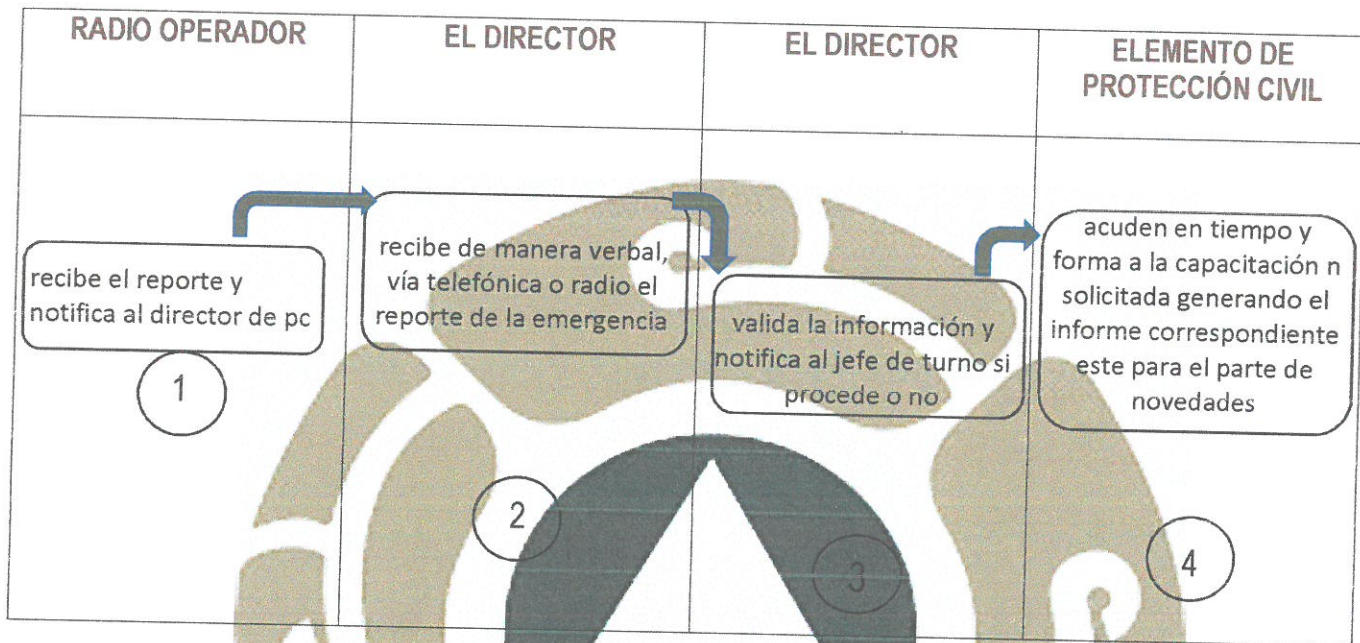 RADIO OPERADOR
EL DIRECTOR
EL DIRECTOR
ELEMENTO DE
PROTECCIÓN CIVIL
recibe el reporte y
notifica al director de pc
1
recibe de manera verbal,
vía telefónica o radio el
reporte de la emergencia
2
valida la información y
notifica al jefe de turno si
procede o no
3
acuden en tiempo y
forma a la capacitación n
solicitada generando el
informe correspondiente
este para el parte de
novedades
4